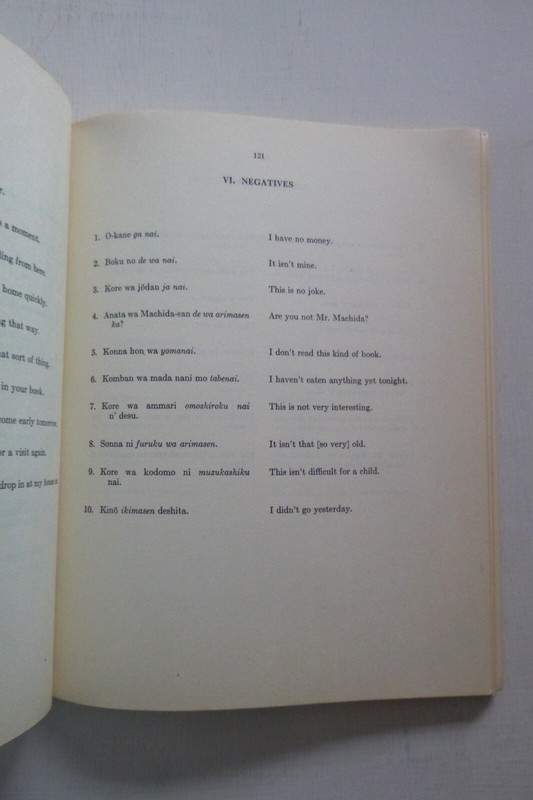 r.
s a moment.
ling from here.
home quickly.
g that way.
at sort of thing.
in your book.
come early tomorrow.
r a visit again.
drop in at my house
121
VI. NEGATIVES
1. O-kane ga nai. I have no money.
2. Boku no de wa nai. It isn't mine.
3. Kore wa jōdan ja nai. This is no joke.
4. Anata wa Machida-san de wa arimasen Are you not Mr. Machida?
ka?
5. Konna hon wa yomanai. I don't read this kind of book.
6. Komban wa mada nani mo tabenai. I haven't eaten anything yet tonight.
7. Kore wa ammari omoshiroku nai This is not very interesting.
n' desu.
8. Sonna ni furuku wa arimasen. It isn't that [so very] old.
9. Kore wa kodomo ni muzukashiku This isn't difficult for a child.
nai.
10. Kinō ikimasen deshita. I didn't go yesterday.